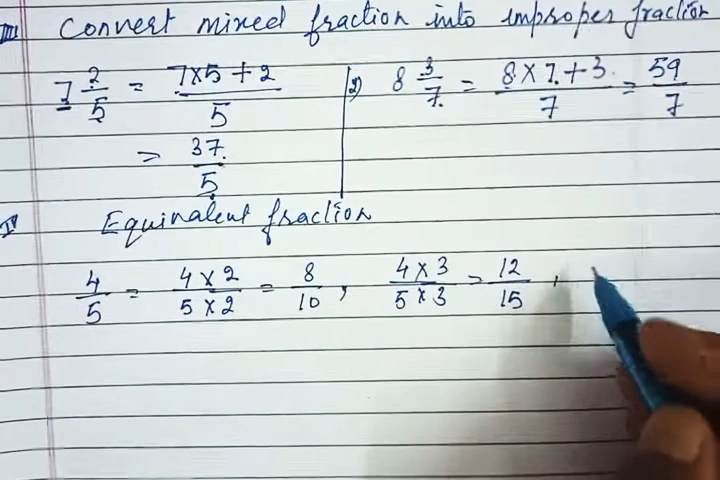 III Convert mixed fraction into improper fraction
7 2/5 = 7×5+2/5 2) 8 3/7 = 8×7+3/7 = 59/7
= 37/5
IV Equivalent fraction
4/5 = 4×2/5×2 = 8/10 , 4×3/5×3 = 12/15 ,